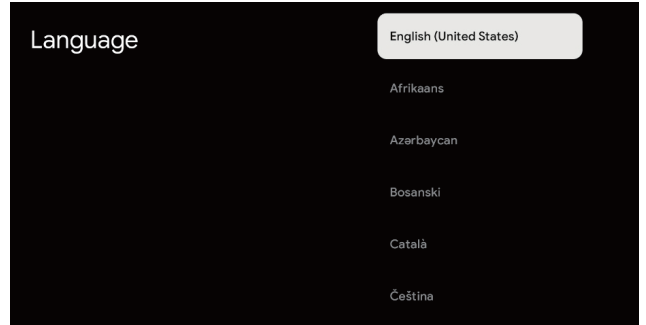 Language
English (United States)
Afrikaans
Azərbaycan
Bosanski
Català
Čeština